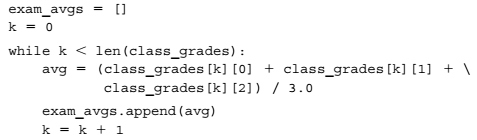 exam_avgs = []
k = 0
while k < len(class_grades):
    avg = (class_grades[k][0] + class_grades[k][1] + \
           class_grades[k][2]) / 3.0
    exam_avgs.append(avg)
    k = k + 1